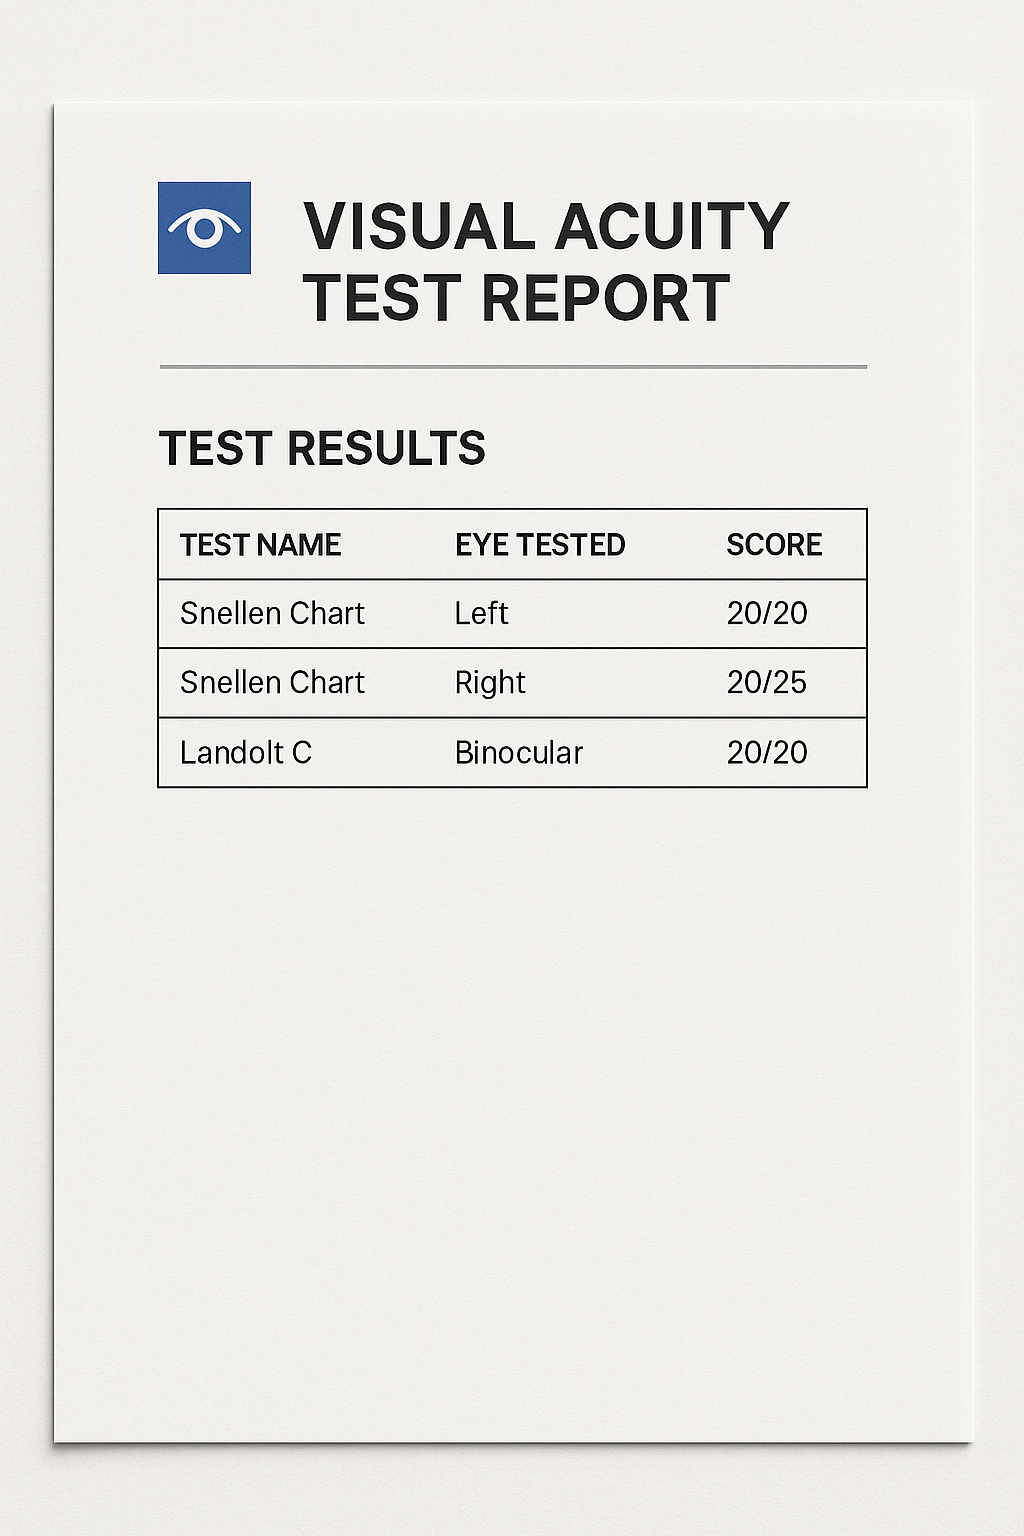 VISUAL ACUITY
TEST REPORT
TEST RESULTS
TEST NAME EYE TESTED SCORE
Snellen Chart Left 20/20
Snellen Chart Right 20/25
Landolt C Binocular 20/20